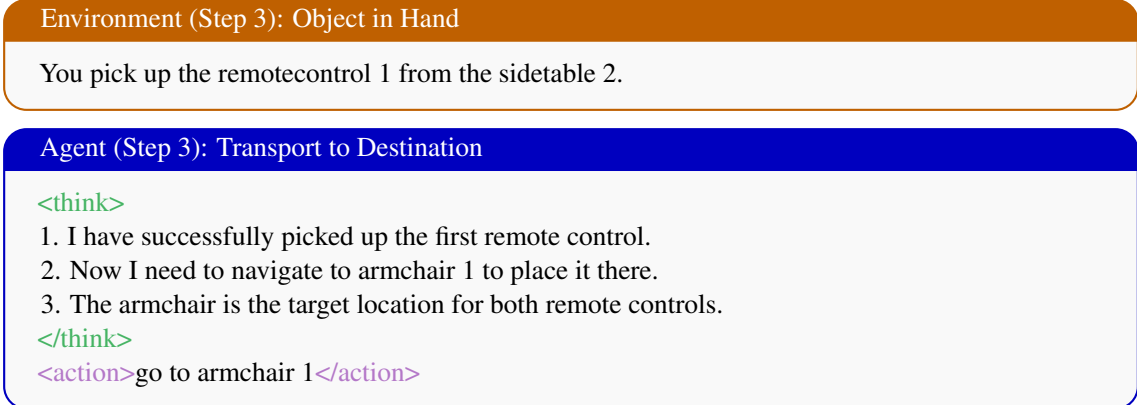 Environment (Step 3): Object in Hand
You pick up the remotecontrol 1 from the sidetable 2.
Agent (Step 3): Transport to Destination
<think>
1. I have successfully picked up the first remote control.
2. Now I need to navigate to armchair 1 to place it there.
3. The armchair is the target location for both remote controls.
</think>
<action>go to armchair 1</action>